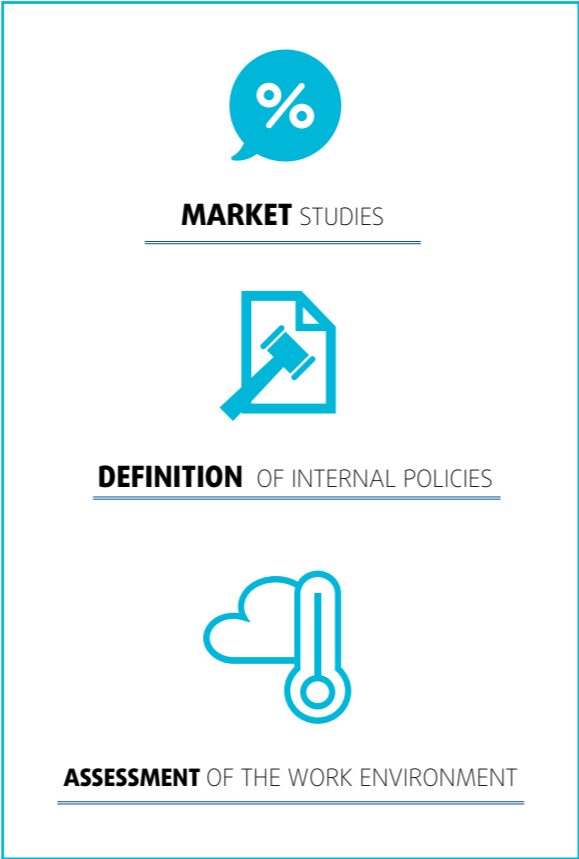 %
MARKET STUDIES
DEFINITION OF INTERNAL POLICIES
ASSESSMENT OF THE WORK ENVIRONMENT